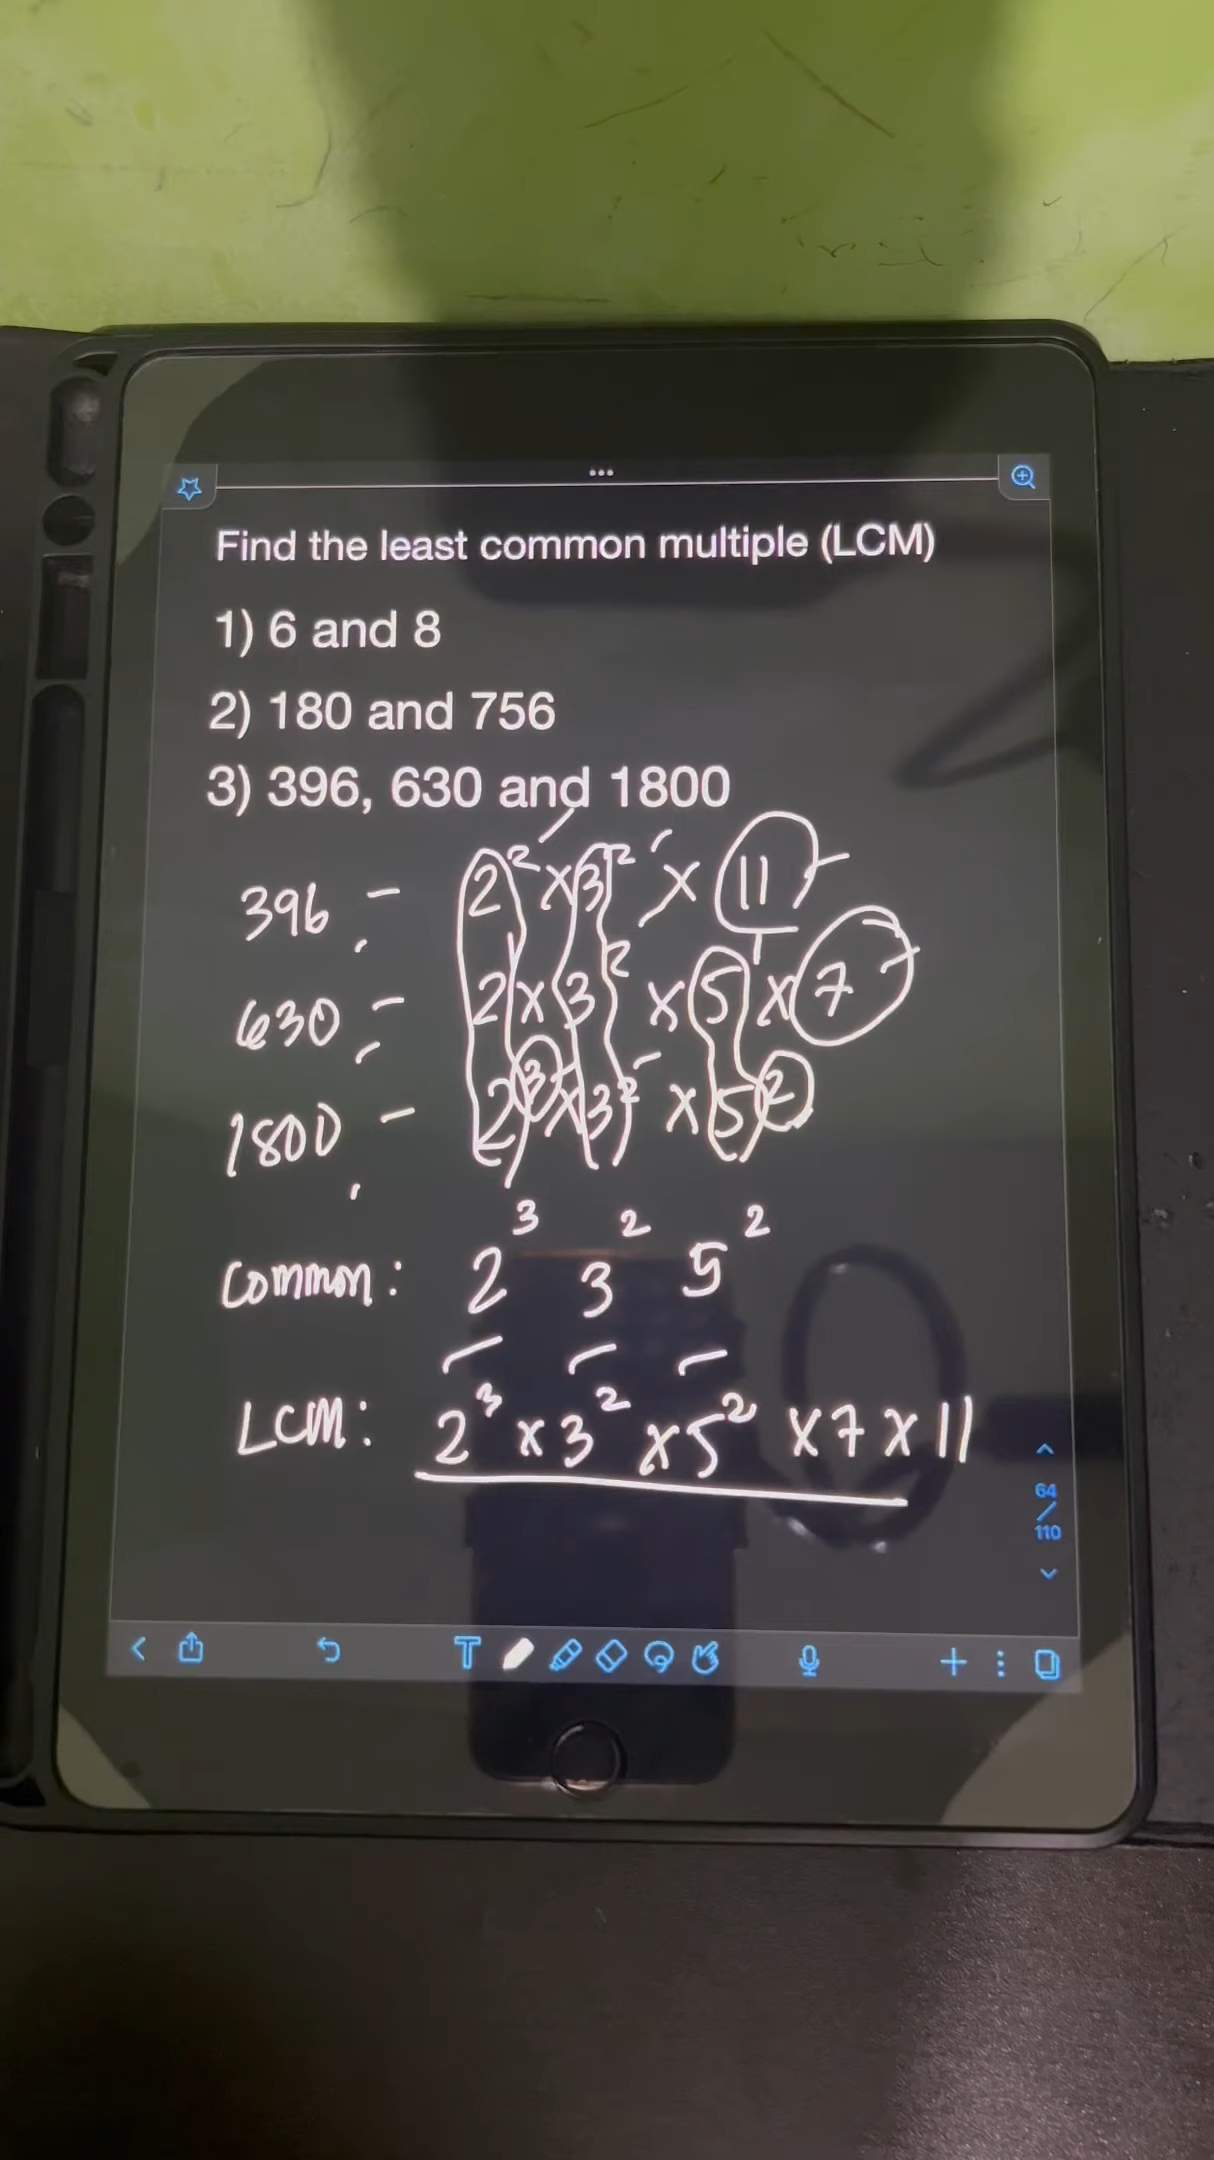 Find the least common multiple (LCM)
1) 6 and 8
2) 180 and 756
3) 396, 630 and 1800
396 - 2² × 3² × 11
630 - 2 × 3² × 5 × 7
1800 - 2³ × 3² × 5²
Common: 2³ 3² 5²
LCM: 2³ × 3² × 5² × 7 × 11
64
/
110
T